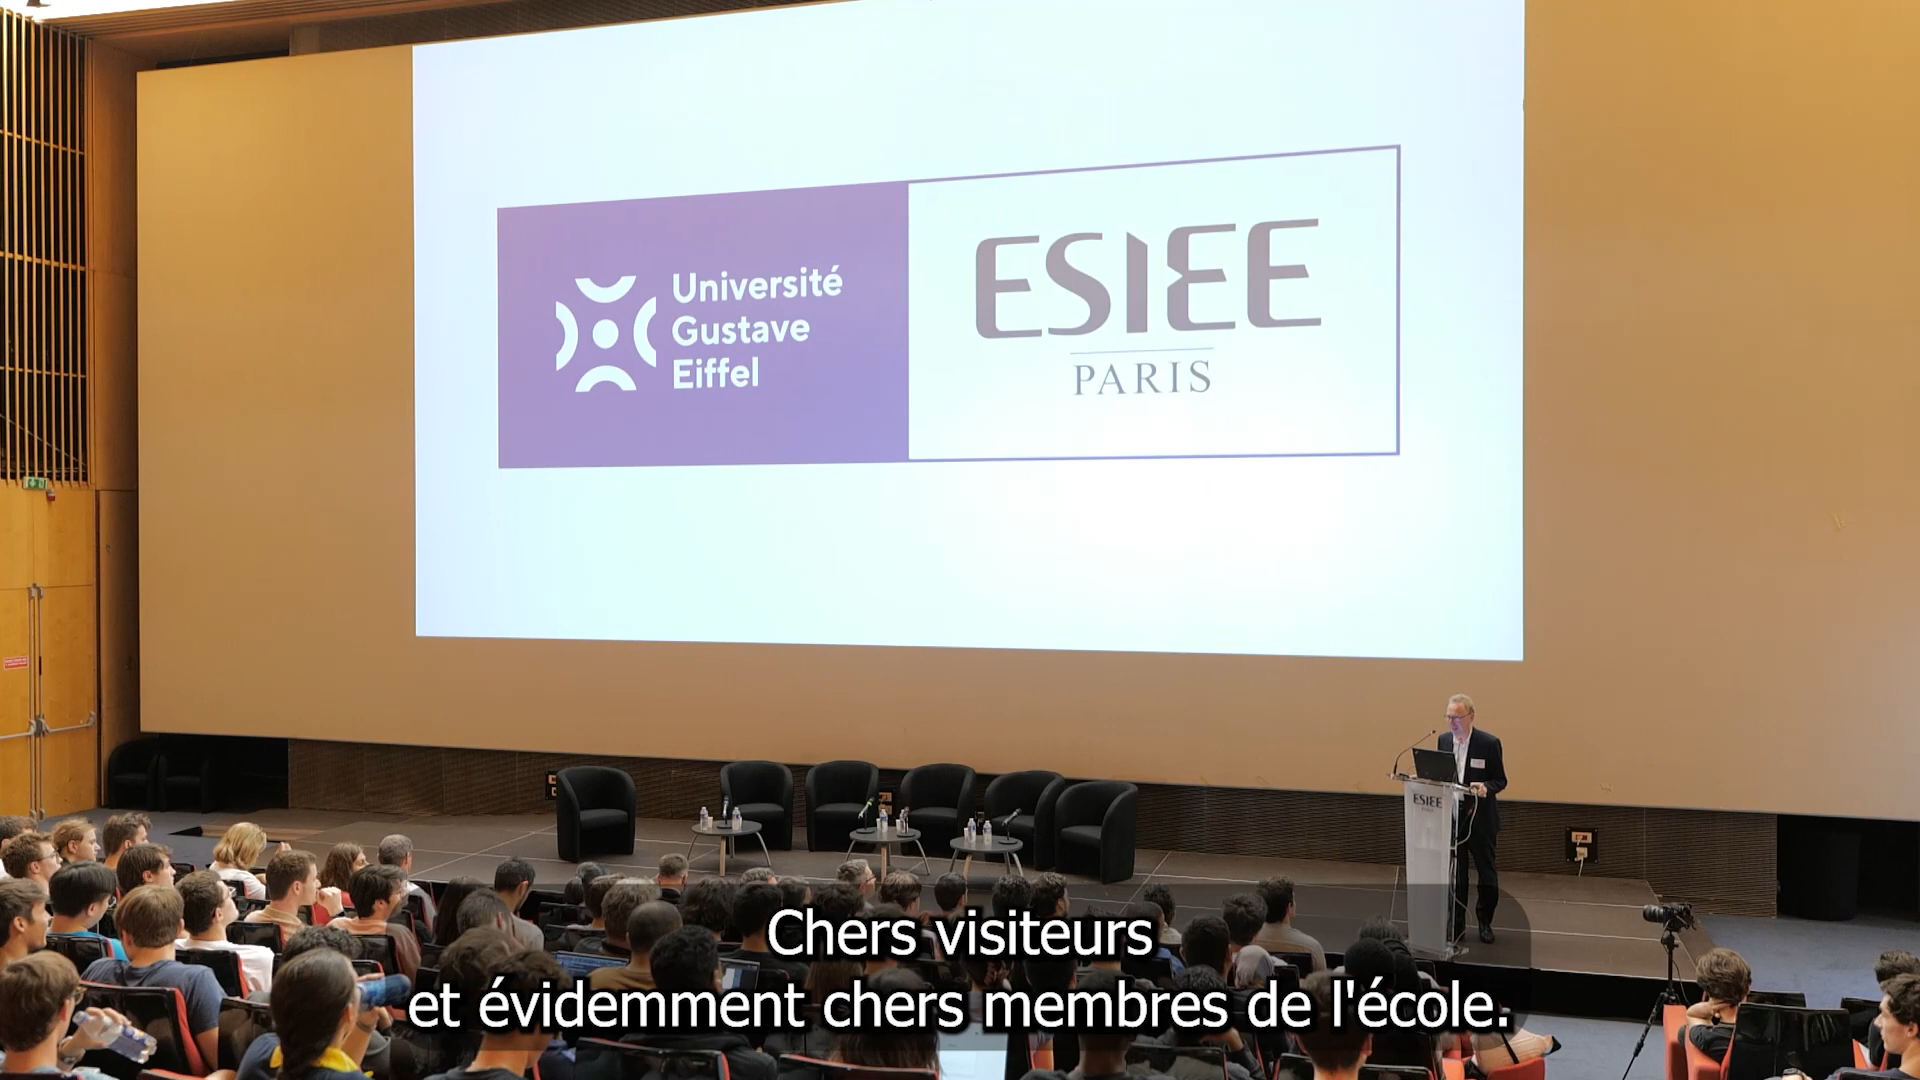 Université
Gustave
Eiffel
ESIEE
PARIS
ESIEE
Chers visiteurs
et évidemment chers membres de l'école.